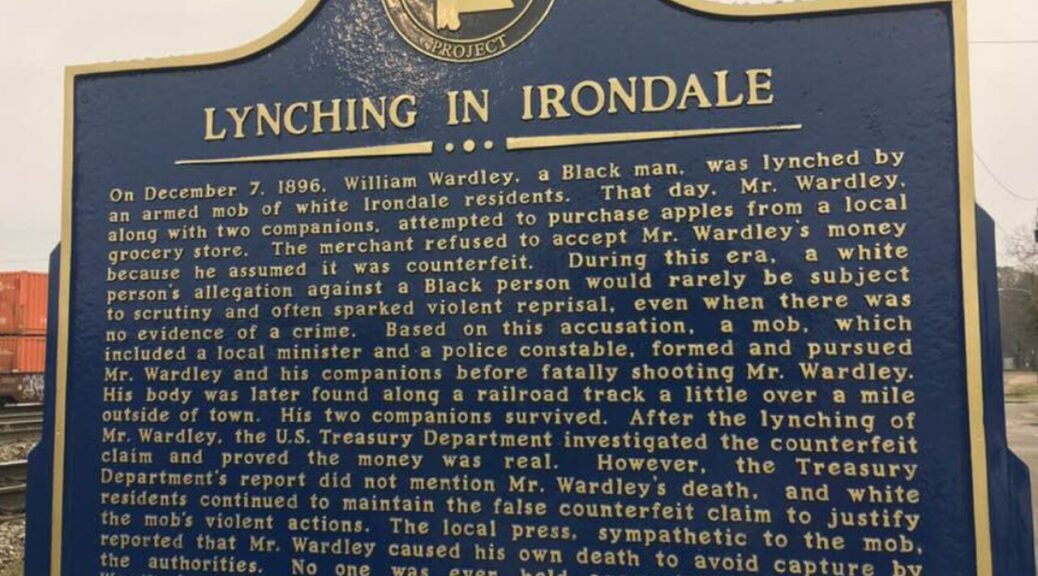 PROJECT
LYNCHING IN IRONDALE
On December 7, 1896, William Wardley, a Black man, was lynched by
an armed mob of white Irondale residents. That day, Mr. Wardley,
along with two companions, attempted to purchase apples from a local
grocery store. The merchant refused to accept Mr. Wardley's money
because he assumed it was counterfeit. During this era, a white
person's allegation against a Black person would rarely be subject
to scrutiny and often sparked violent reprisal, even when there was
no evidence of a crime. Based on this accusation, a mob, which
included a local minister and a police constable, formed and pursued
Mr. Wardley and his companions before fatally shooting Mr. Wardley.
His body was later found along a railroad track a little over a mile
outside of town. His two companions survived. After the lynching of
Mr. Wardley, the U.S. Treasury Department investigated the counterfeit
claim and proved the money was real. However, the Treasury
Department's report did not mention Mr. Wardley's death, and white
residents continued to maintain the false counterfeit claim to justify
the mob's violent actions. The local press, sympathetic to the mob,
reported that Mr. Wardley caused his own death to avoid capture by
the authorities. No one was ever held